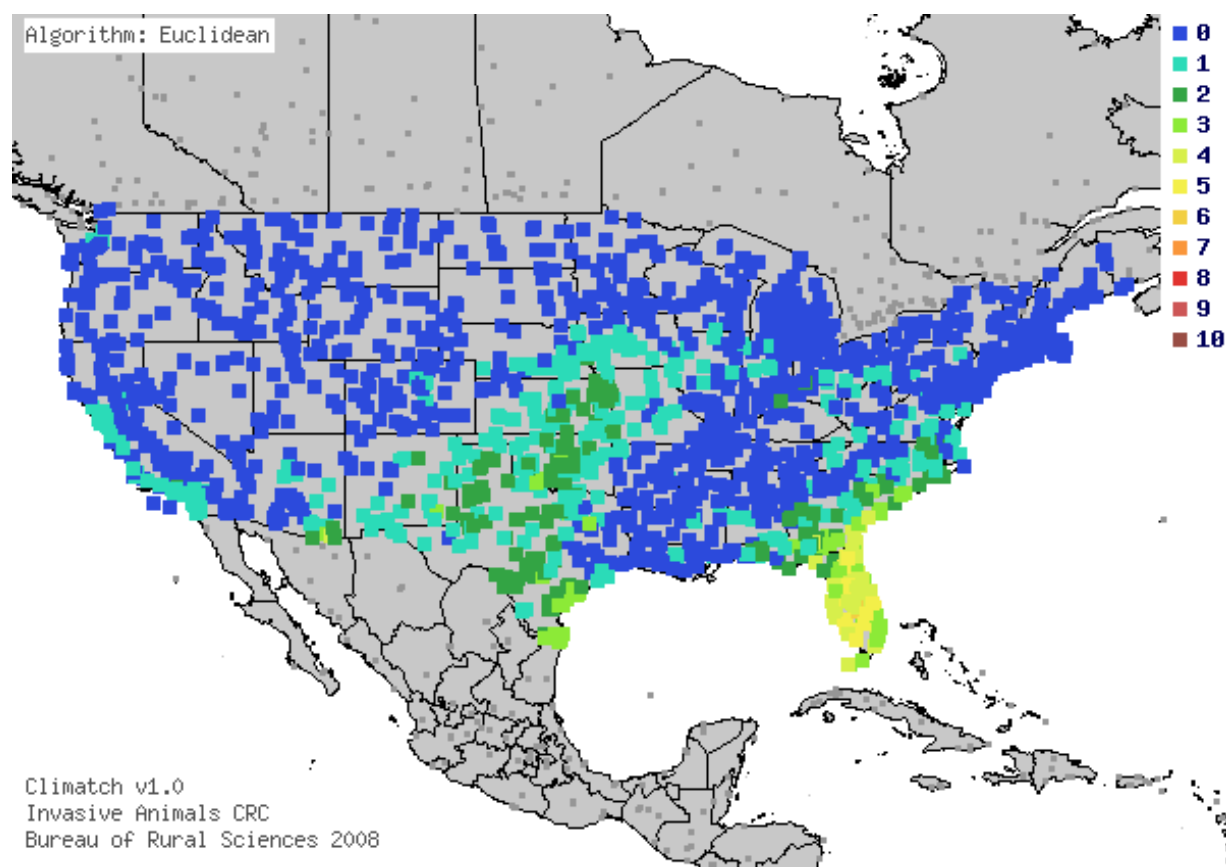 Algorithm: Euclidean
0
1
2
3
4
5
6
7
8
9
10
Climatch v1.0
Invasive Animals CRC
Bureau of Rural Sciences 2008